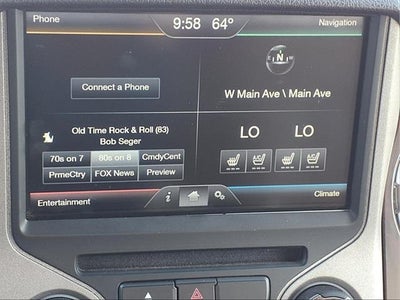 Phone
9:58 64°
Navigation
Connect a Phone
N
W Main Ave \ Main Ave
Old Time Rock & Roll (83)
Bob Seger
70s on 7
80s on 8
CmdyCent
PrmeCtry
FOX News
Preview
LO
LO
A/C
A/C
Entertainment
i
Climate